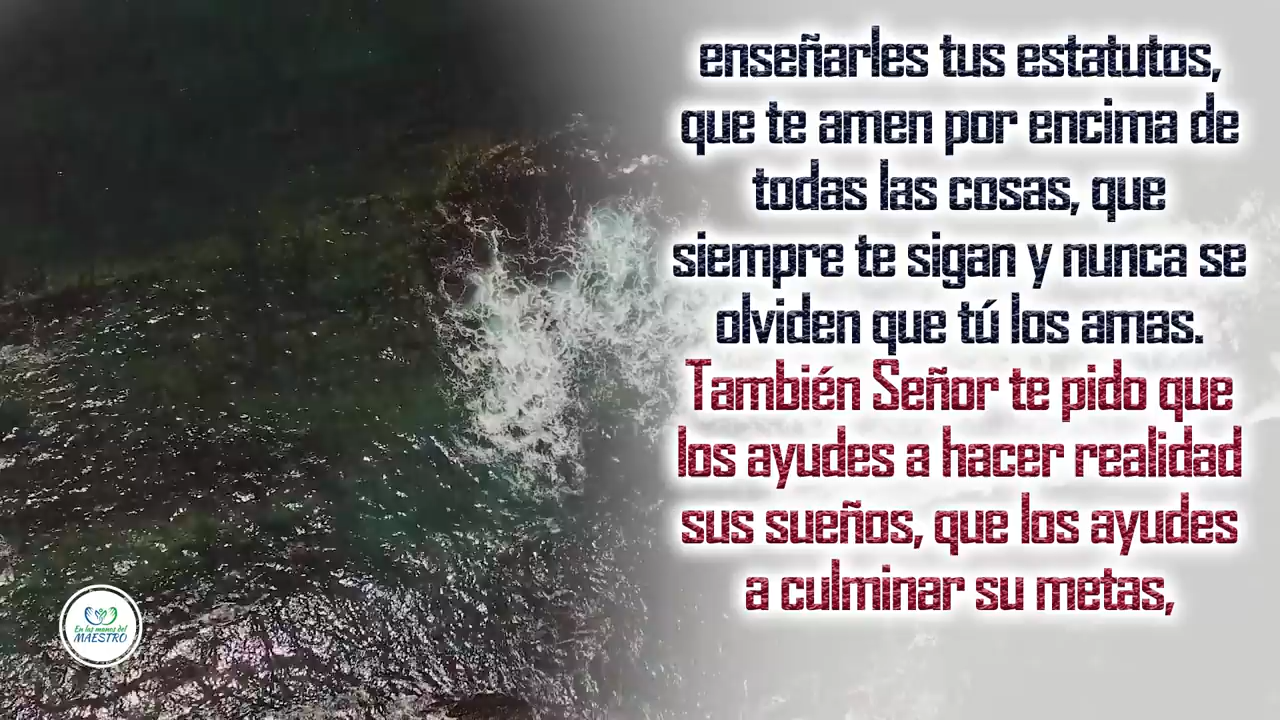 enseñarles tus estatutos,
que te amen por encima de
todas las cosas, que
siempre te sigan y nunca se
olviden que tú los amas.
También Señor te pido que
los ayudes a hacer realidad
sus sueños, que los ayudes
a culminar su metas,
En las manos del
MAESTRO